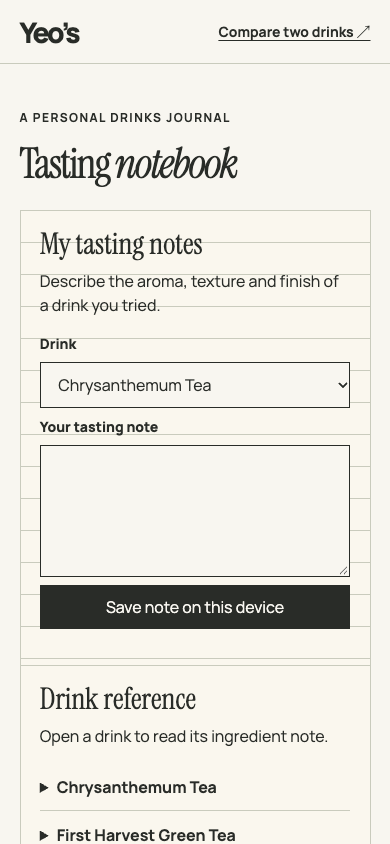 Yeo's
Compare two drinks ↗
A PERSONAL DRINKS JOURNAL
Tasting notebook
My tasting notes
Describe the aroma, texture and finish of
a drink you tried.
Drink
Chrysanthemum Tea
Your tasting note
Save note on this device
Drink reference
Open a drink to read its ingredient note.
Chrysanthemum Tea
First Harvest Green Tea